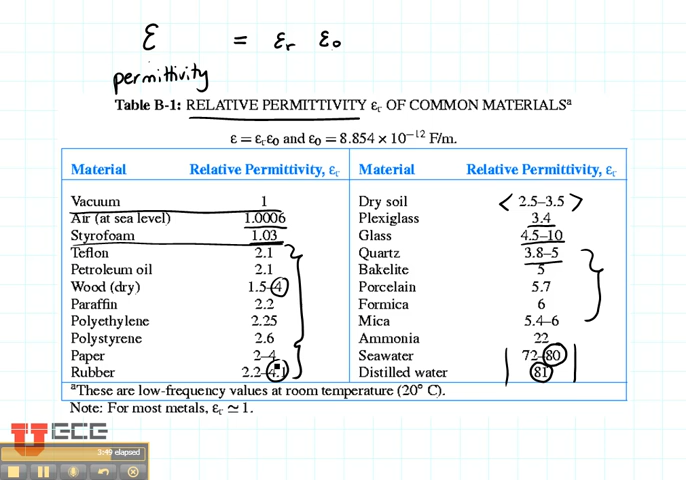 ε = εr ε0
permittivity
Table B-1: RELATIVE PERMITTIVITY εr OF COMMON MATERIALSa
ε = εrε0 and ε0 = 8.854 × 10−12 F/m.
Material Relative Permittivity, εr Material Relative Permittivity, εr
Vacuum 1 Dry soil < 2.5–3.5 >
Air (at sea level) 1.0006 Plexiglass 3.4
Styrofoam 1.03 Glass 4.5–10
Teflon 2.1 Quartz 3.8–5
Petroleum oil 2.1 Bakelite 5
Wood (dry) 1.5–4 Porcelain 5.7
Paraffin 2.2 Formica 6
Polyethylene 2.25 Mica 5.4–6
Polystyrene 2.6 Ammonia 22
Paper 2–4 Seawater 72–80
Rubber 2.2–4.1 Distilled water 81
aThese are low-frequency values at room temperature (20° C).
Note: For most metals, εr ≃ 1.
U ECE
3:49 elapsed